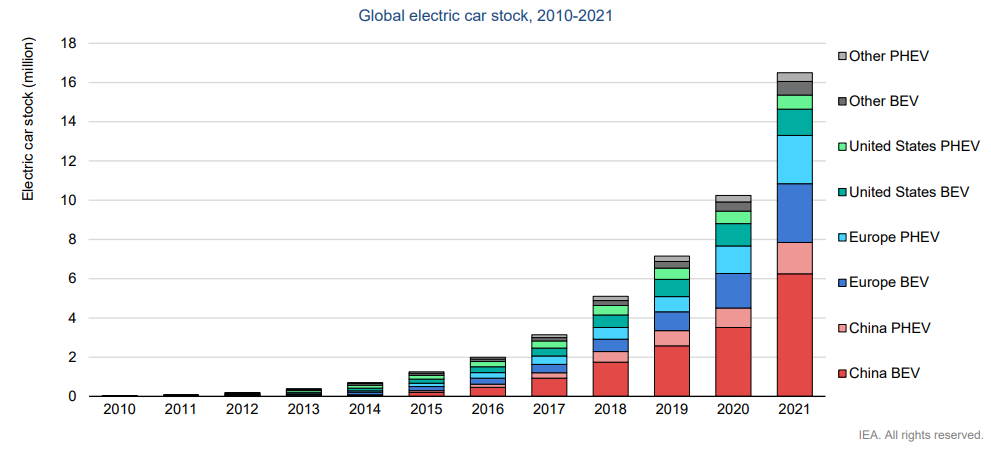 Global electric car stock, 2010-2021
Electric car stock (million)
18
16
14
12
10
8
6
4
2
0
2010 2011 2012 2013 2014 2015 2016 2017 2018 2019 2020 2021
Other PHEV
Other BEV
United States PHEV
United States BEV
Europe PHEV
Europe BEV
China PHEV
China BEV
IEA. All rights reserved.